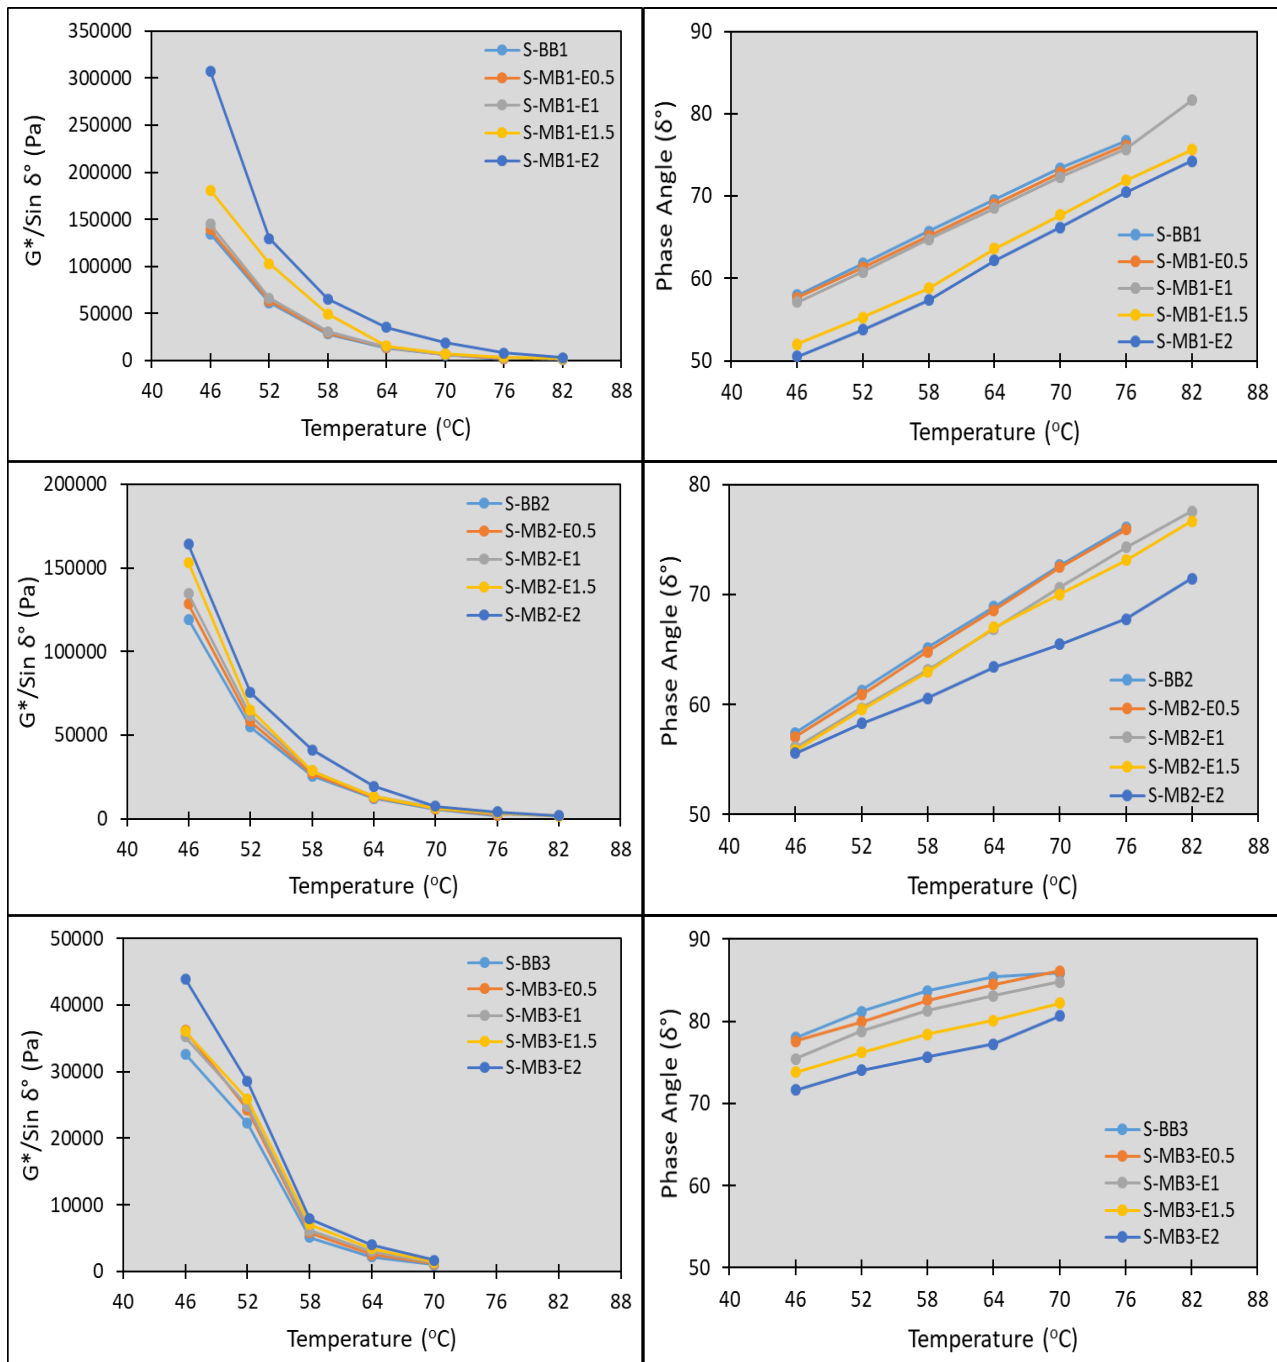 350000
300000
250000
200000
150000
100000
50000
0
G*/Sin δ° (Pa)
S-BB1
S-MB1-E0.5
S-MB1-E1
S-MB1-E1.5
S-MB1-E2
40 46 52 58 64 70 76 82 88
Temperature (⁰C)
90
80
70
60
50
Phase Angle (δ°)
S-BB1
S-MB1-E0.5
S-MB1-E1
S-MB1-E1.5
S-MB1-E2
40 46 52 58 64 70 76 82 88
Temperature (⁰C)
200000
150000
100000
50000
0
G*/Sin δ° (Pa)
S-BB2
S-MB2-E0.5
S-MB2-E1
S-MB2-E1.5
S-MB2-E2
40 46 52 58 64 70 76 82 88
Temperature (⁰C)
80
70
60
50
Phase Angle (δ°)
S-BB2
S-MB2-E0.5
S-MB2-E1
S-MB2-E1.5
S-MB2-E2
40 46 52 58 64 70 76 82 88
Temperature (⁰C)
50000
40000
30000
20000
10000
0
G*/Sin δ° (Pa)
S-BB3
S-MB3-E0.5
S-MB3-E1
S-MB3-E1.5
S-MB3-E2
40 46 52 58 64 70 76 82 88
Temperature (⁰C)
90
80
70
60
50
Phase Angle (δ°)
S-BB3
S-MB3-E0.5
S-MB3-E1
S-MB3-E1.5
S-MB3-E2
40 46 52 58 64 70 76 82 88
Temperature (⁰C)